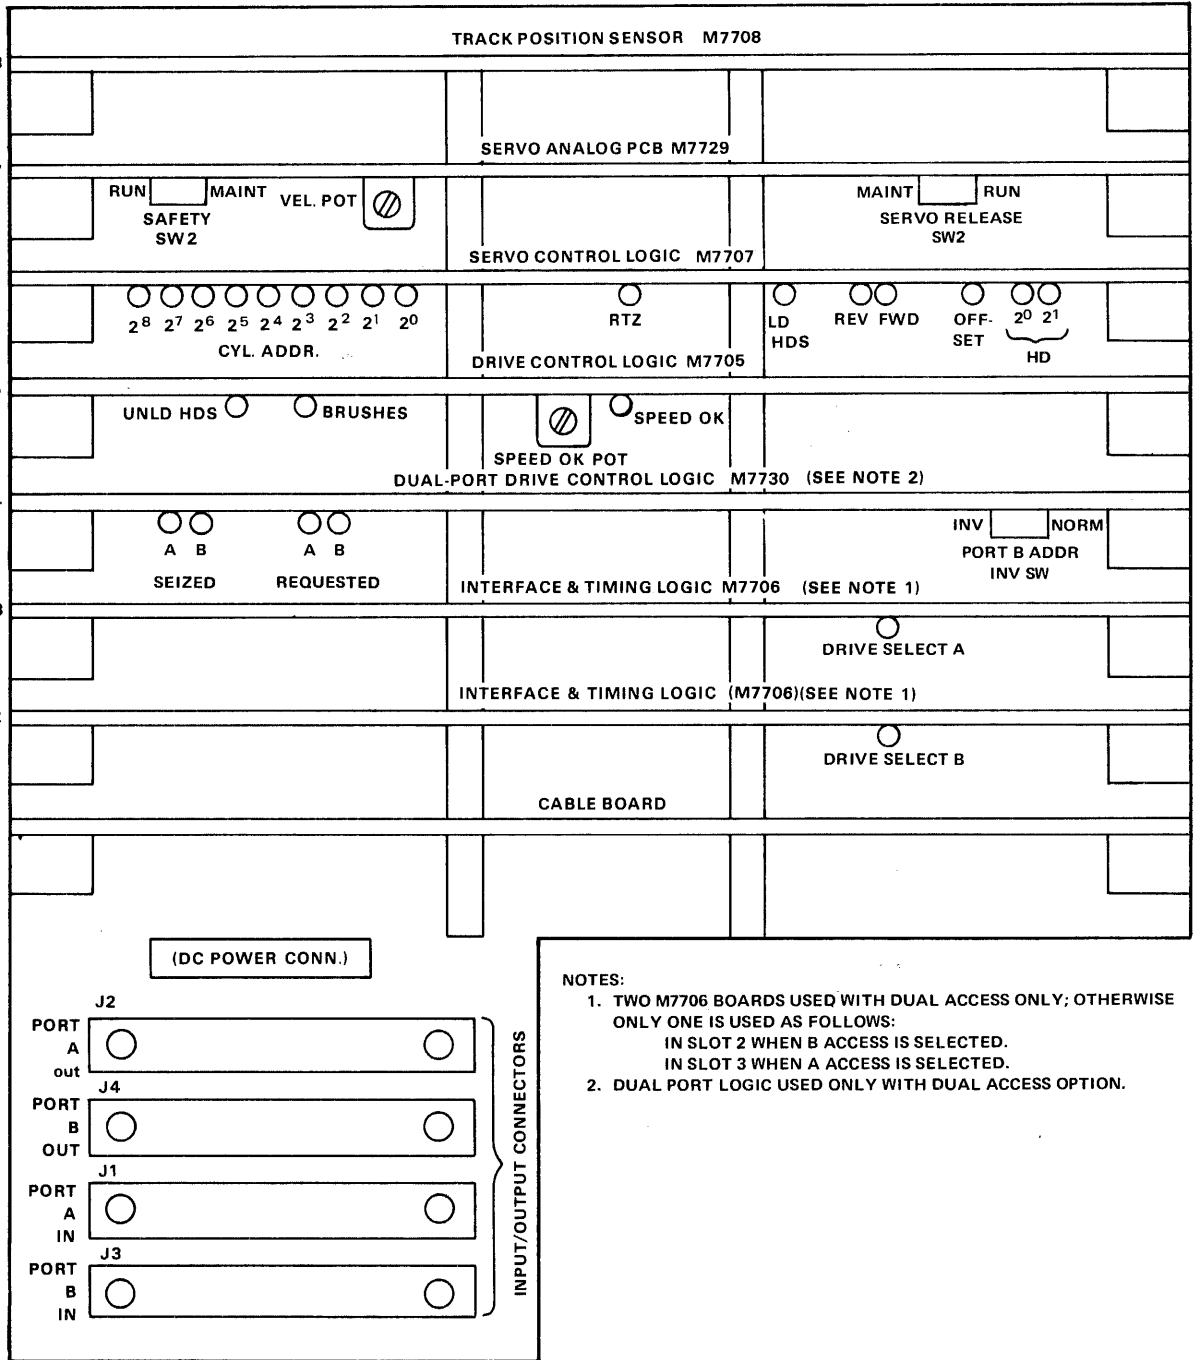 TRACK POSITION SENSOR M7708
SERVO ANALOG PCB M7729
RUN MAINT VEL. POT MAINT RUN
SAFETY SERVO RELEASE
SW2 SW2
SERVO CONTROL LOGIC M7707
2⁸ 2⁷ 2⁶ 2⁵ 2⁴ 2³ 2² 2¹ 2⁰ RTZ LD HDS REV FWD OFF-SET 2⁰ 2¹
CYL. ADDR. HD
DRIVE CONTROL LOGIC M7705
UNLD HDS BRUSHES SPEED OK
SPEED OK POT
DUAL-PORT DRIVE CONTROL LOGIC M7730 (SEE NOTE 2)
A B A B INV NORM
SEIZED REQUESTED PORT B ADDR
INV SW
INTERFACE & TIMING LOGIC M7706 (SEE NOTE 1)
DRIVE SELECT A
INTERFACE & TIMING LOGIC (M7706)(SEE NOTE 1)
DRIVE SELECT B
CABLE BOARD
(DC POWER CONN.)
J2
PORT
A
out
J4
PORT
B
OUT
J1
PORT
A
IN
J3
PORT
B
IN
INPUT/OUTPUT CONNECTORS
NOTES:
1. TWO M7706 BOARDS USED WITH DUAL ACCESS ONLY; OTHERWISE
ONLY ONE IS USED AS FOLLOWS:
IN SLOT 2 WHEN B ACCESS IS SELECTED.
IN SLOT 3 WHEN A ACCESS IS SELECTED.
2. DUAL PORT LOGIC USED ONLY WITH DUAL ACCESS OPTION.